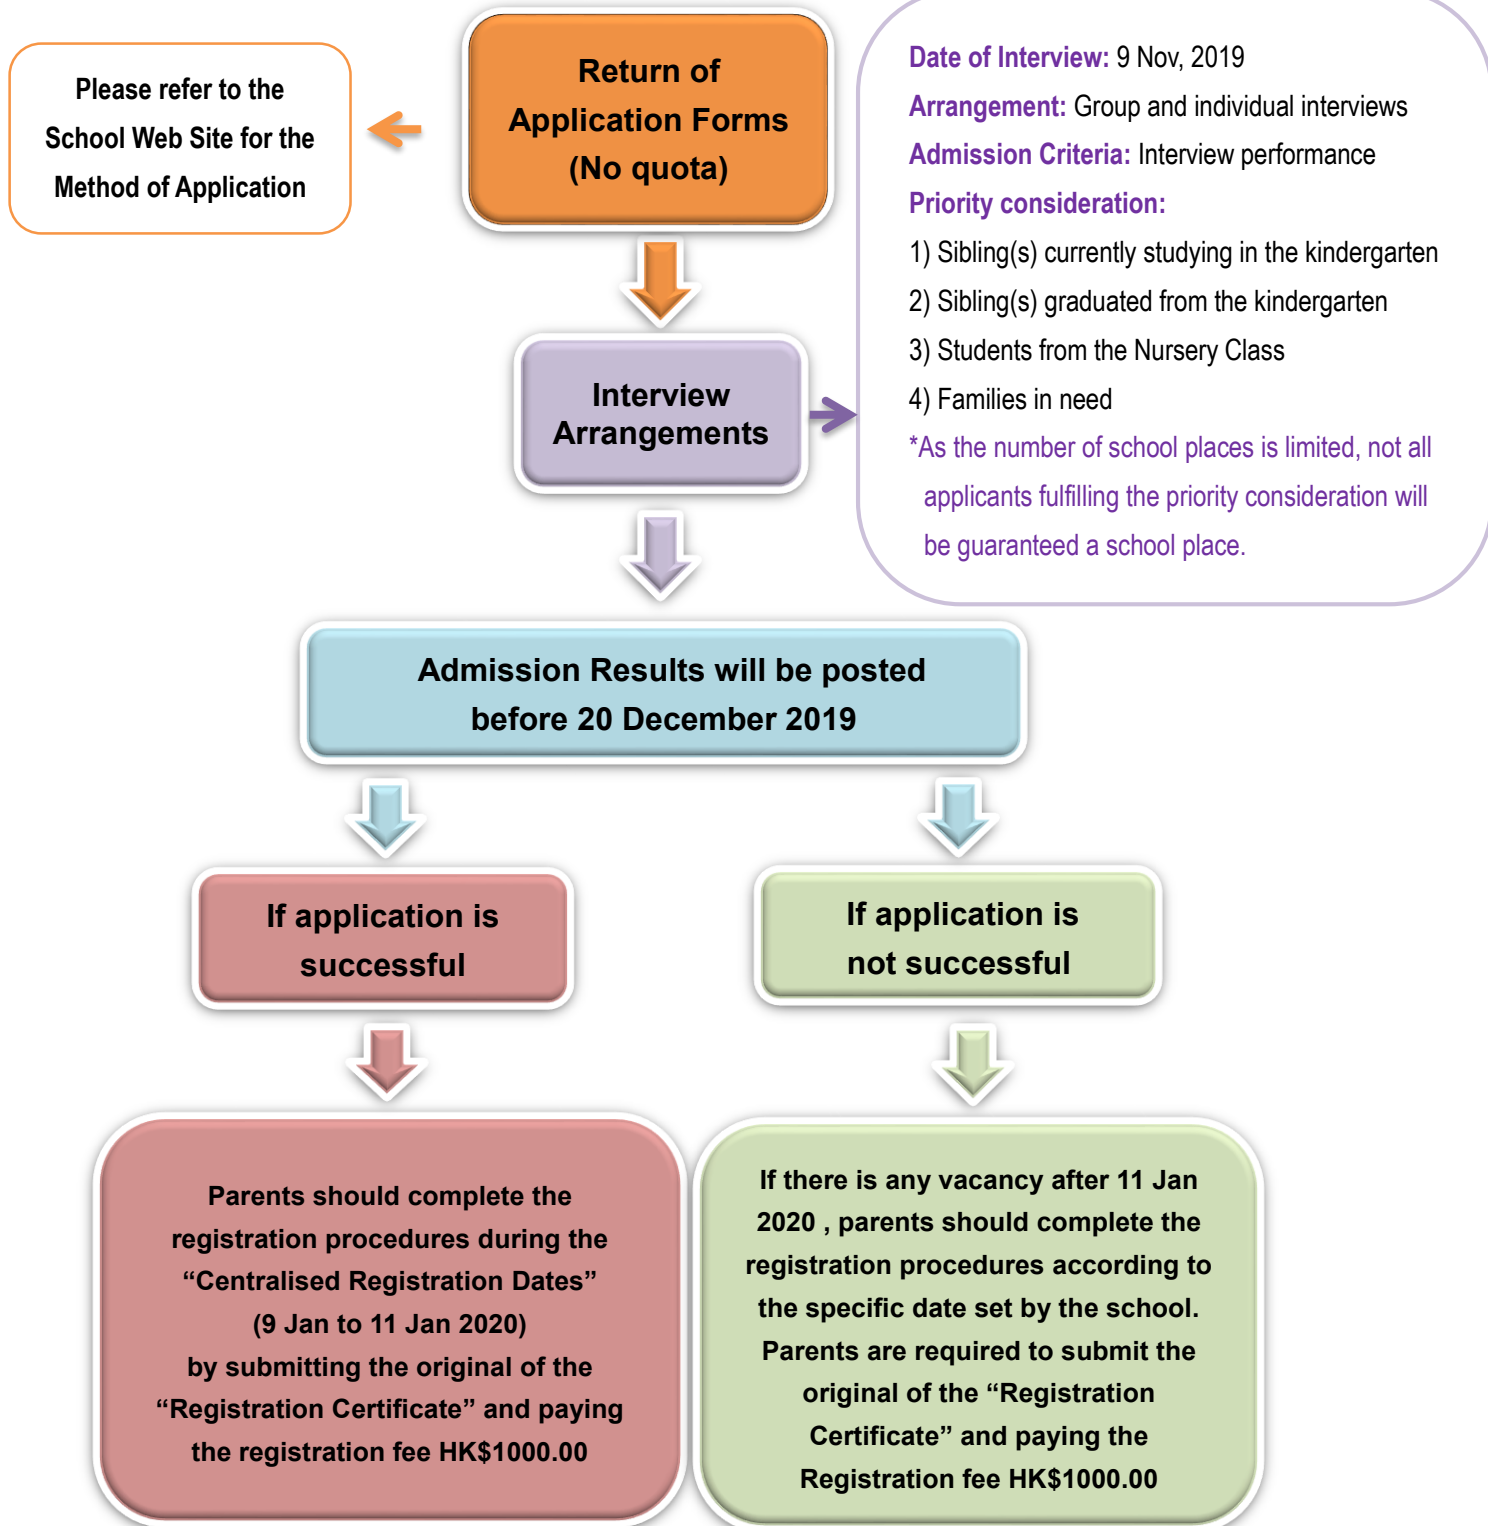 Please refer to the
School Web Site for the
Method of Application
Return of
Application Forms
(No quota)
Date of Interview: 9 Nov, 2019
Arrangement: Group and individual interviews
Admission Criteria: Interview performance
Priority consideration:
1) Sibling(s) currently studying in the kindergarten
2) Sibling(s) graduated from the kindergarten
3) Students from the Nursery Class
4) Families in need
*As the number of school places is limited, not all
applicants fulfilling the priority consideration will
be guaranteed a school place.
Interview
Arrangements
Admission Results will be posted
before 20 December 2019
If application is
successful
If application is
not successful
Parents should complete the
registration procedures during the
“Centralised Registration Dates”
(9 Jan to 11 Jan 2020)
by submitting the original of the
“Registration Certificate” and paying
the registration fee HK$1000.00
If there is any vacancy after 11 Jan
2020 , parents should complete the
registration procedures according to
the specific date set by the school.
Parents are required to submit the
original of the “Registration
Certificate” and paying the
Registration fee HK$1000.00